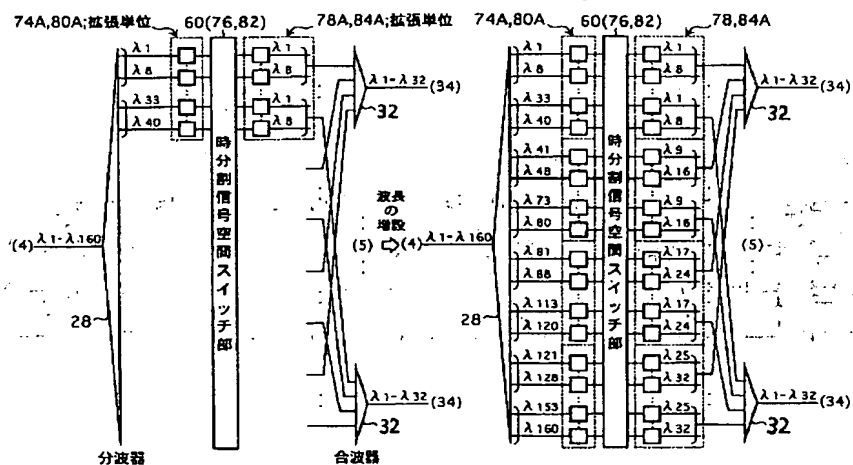 74A,80A;拡張単位
60(76,82)
78A,84A;拡張単位
λ1
λ8
λ33
λ40
λ1
λ8
λ1
λ8
時分割信号空間スイッチ部
λ1-λ32(34)
32
(4)λ1-λ160
28
(5)
λ1-λ32(34)
32
分波器
合波器
波長の増設
74A,80A
60(76,82)
78,84A
λ1
λ8
λ33
λ40
λ41
λ48
λ73
λ80
λ81
λ88
λ113
λ120
λ121
λ128
λ153
λ160
時分割信号空間スイッチ部
λ1
λ8
λ1
λ8
λ9
λ16
λ9
λ16
λ17
λ24
λ17
λ24
λ25
λ32
λ25
λ32
λ1-λ32(34)
32
(4)λ1-λ160
28
(5)
λ1-λ32(34)
32